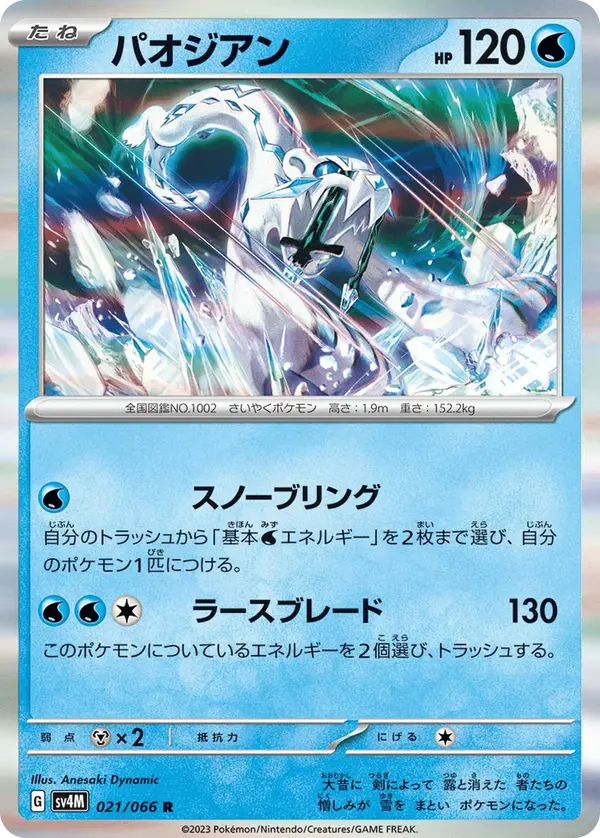 たね パオジアン HP 120
全国図鑑NO.1002 さいやくポケモン 高さ:1.9m 重さ:152.2kg
スノーブリング
自分のトラッシュから「基本エネルギー」を2枚まで選び、自分
のポケモン1匹につける。
ラースブレード 130
このポケモンについているエネルギーを2個選び、トラッシュする。
弱点 ×2 抵抗力 にげる
Illus. Anesaki Dynamic
G SV4M 021/066 R
大昔に 剣によって 露と消えた 者たちの
憎しみが 雪を まとい ポケモンになった。
©2023 Pokémon/Nintendo/Creatures/GAME FREAK.